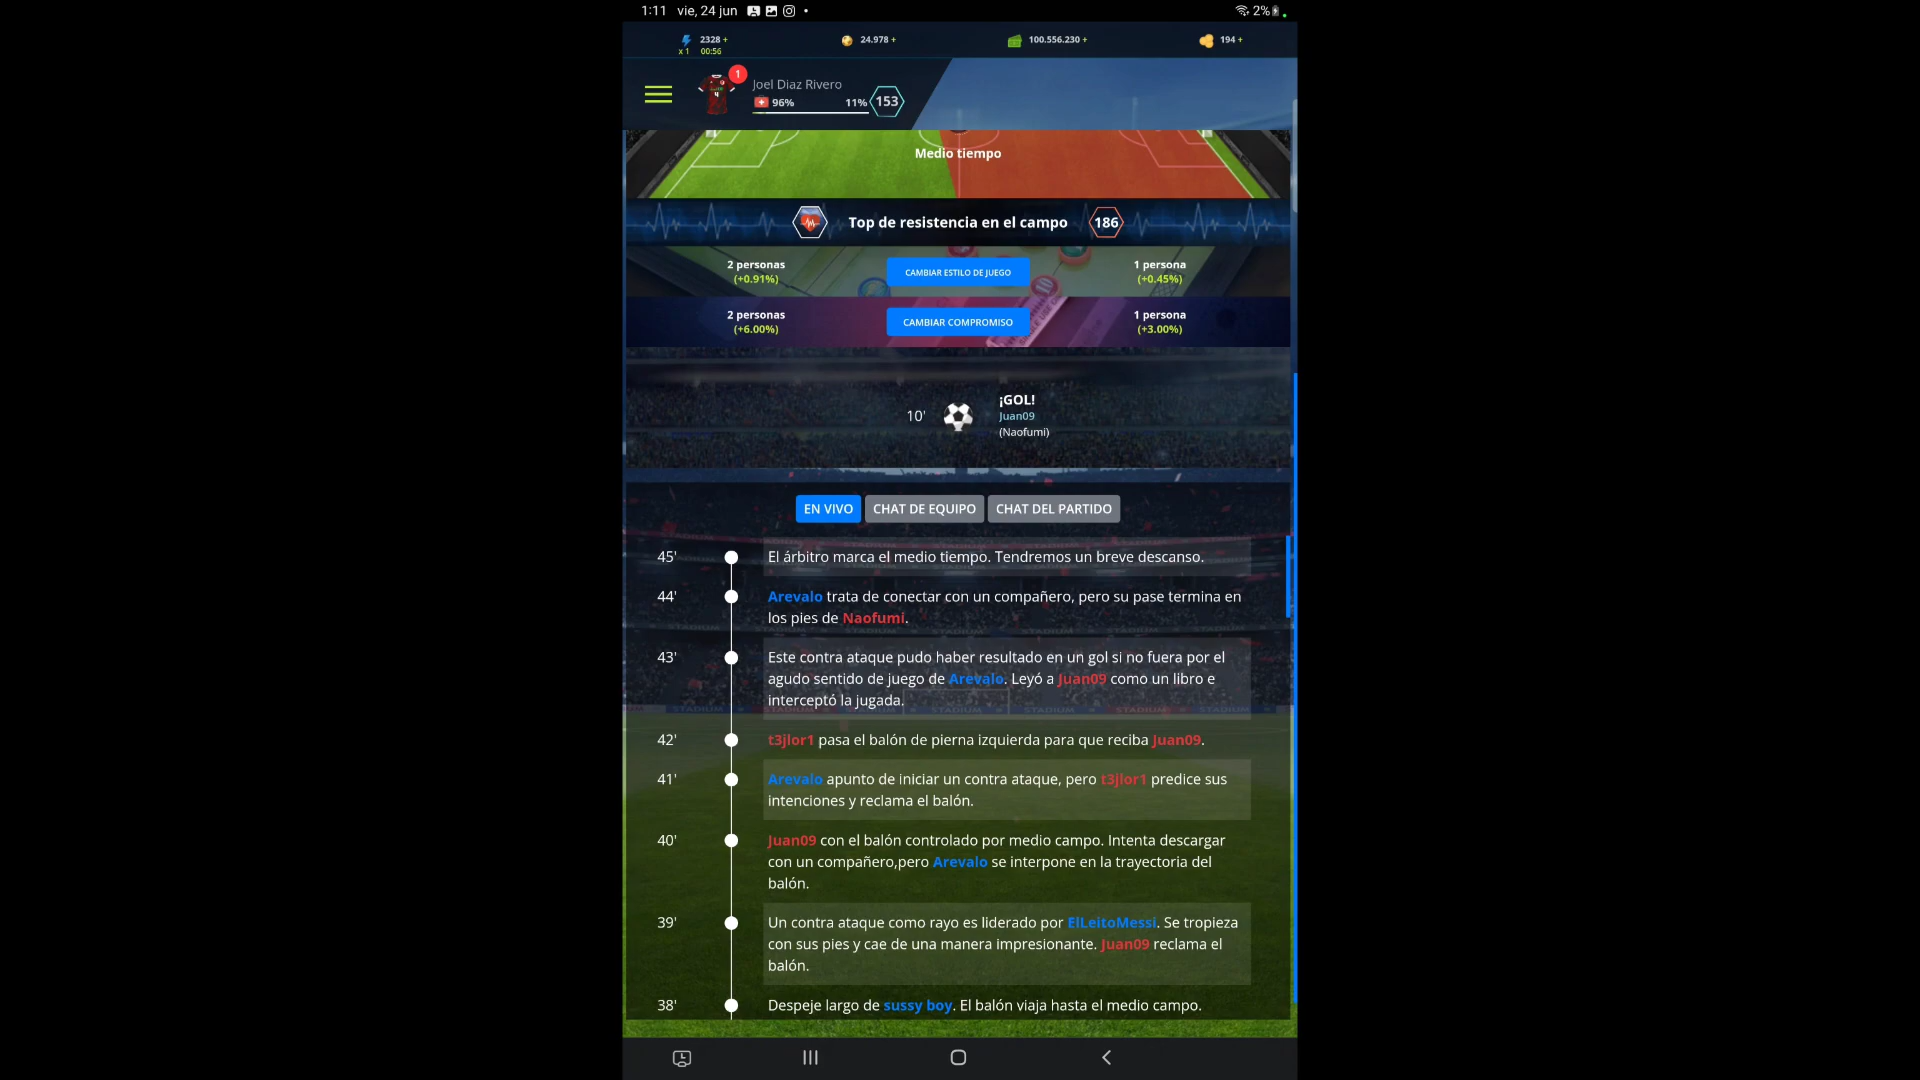 1:11 vie, 24 jun
2%
2328 +
x 1 00:56
24.978 +
100.556.230 +
194 +
1
4
Joel Diaz Rivero
96% 11% 153
Medio tiempo
Top de resistencia en el campo 186
2 personas
(+0.91%)
CAMBIAR ESTILO DE JUEGO
1 persona
(+0.45%)
2 personas
(+6.00%)
CAMBIAR COMPROMISO
1 persona
(+3.00%)
10' ¡GOL!
Juan09
(Naofumi)
EN VIVO CHAT DE EQUIPO CHAT DEL PARTIDO
45' El árbitro marca el medio tiempo. Tendremos un breve descanso.
44' Arevalo trata de conectar con un compañero, pero su pase termina en
los pies de Naofumi.
43' Este contra ataque pudo haber resultado en un gol si no fuera por el
agudo sentido de juego de Arevalo. Leyó a Juan09 como un libro e
interceptó la jugada.
42' t3jlor1 pasa el balón de pierna izquierda para que reciba Juan09.
41' Arevalo apunto de iniciar un contra ataque, pero t3jlor1 predice sus
intenciones y reclama el balón.
40' Juan09 con el balón controlado por medio campo. Intenta descargar
con un compañero,pero Arevalo se interpone en la trayectoria del
balón.
39' Un contra ataque como rayo es liderado por ElLeitoMessi. Se tropieza
con sus pies y cae de una manera impresionante. Juan09 reclama el
balón.
38' Despeje largo de sussy boy. El balón viaja hasta el medio campo.